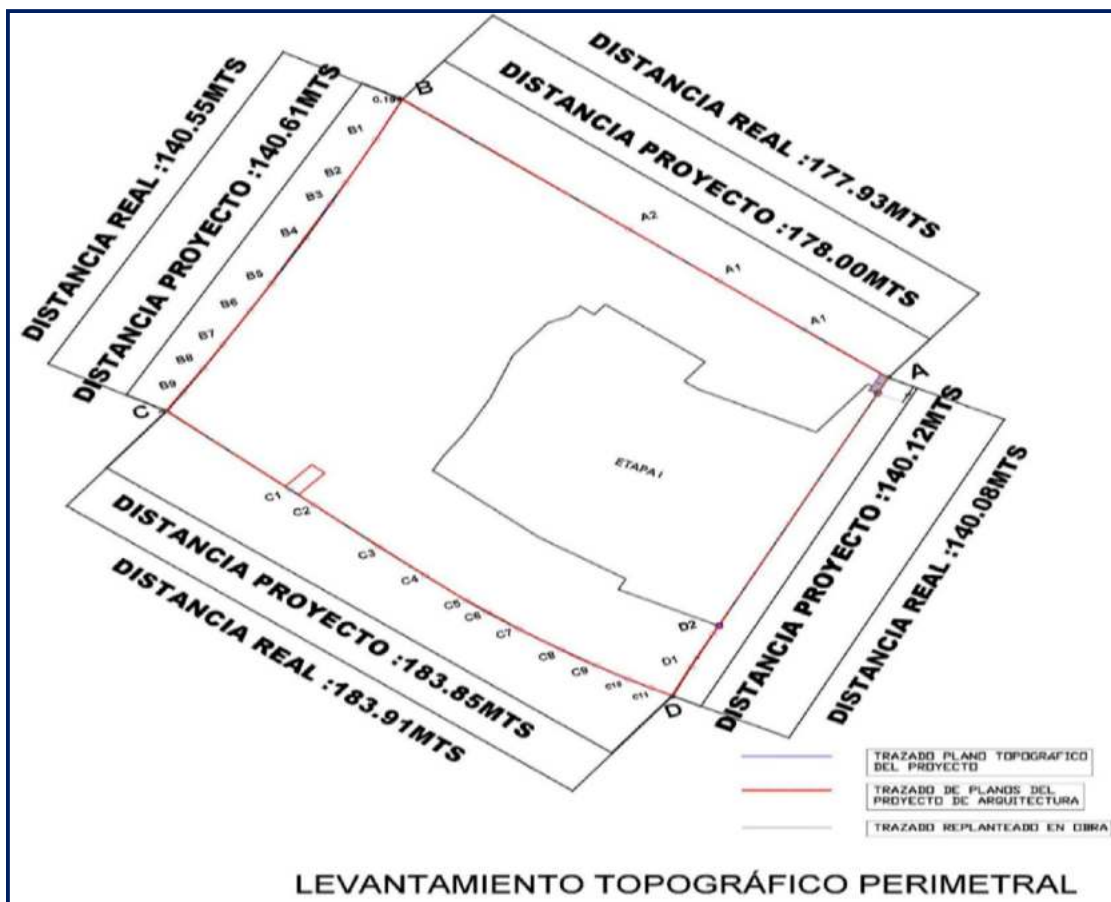 DISTANCIA REAL :177.93MTS
DISTANCIA PROYECTO :178.00MTS
DISTANCIA REAL :140.55MTS
DISTANCIA PROYECTO :140.61MTS
B
B1
B2
B3
B4
B5
B6
B7
B8
B9
A2
A1
A1
A
C
ETAPA I
DISTANCIA PROYECTO :140.12MTS
DISTANCIA REAL :140.08MTS
C1
C2
C3
C4
C5
C6
C7
C8
C9
C10
C11
D2
D1
D
DISTANCIA PROYECTO :183.85MTS
DISTANCIA REAL :183.91MTS
TRAZADO PLANO TOPOGRÁFICO
DEL PROYECTO
TRAZADO DE PLANOS DEL
PROYECTO DE ARQUITECTURA
TRAZADO REPLANTEADO EN OBRA
LEVANTAMIENTO TOPOGRÁFICO PERIMETRAL